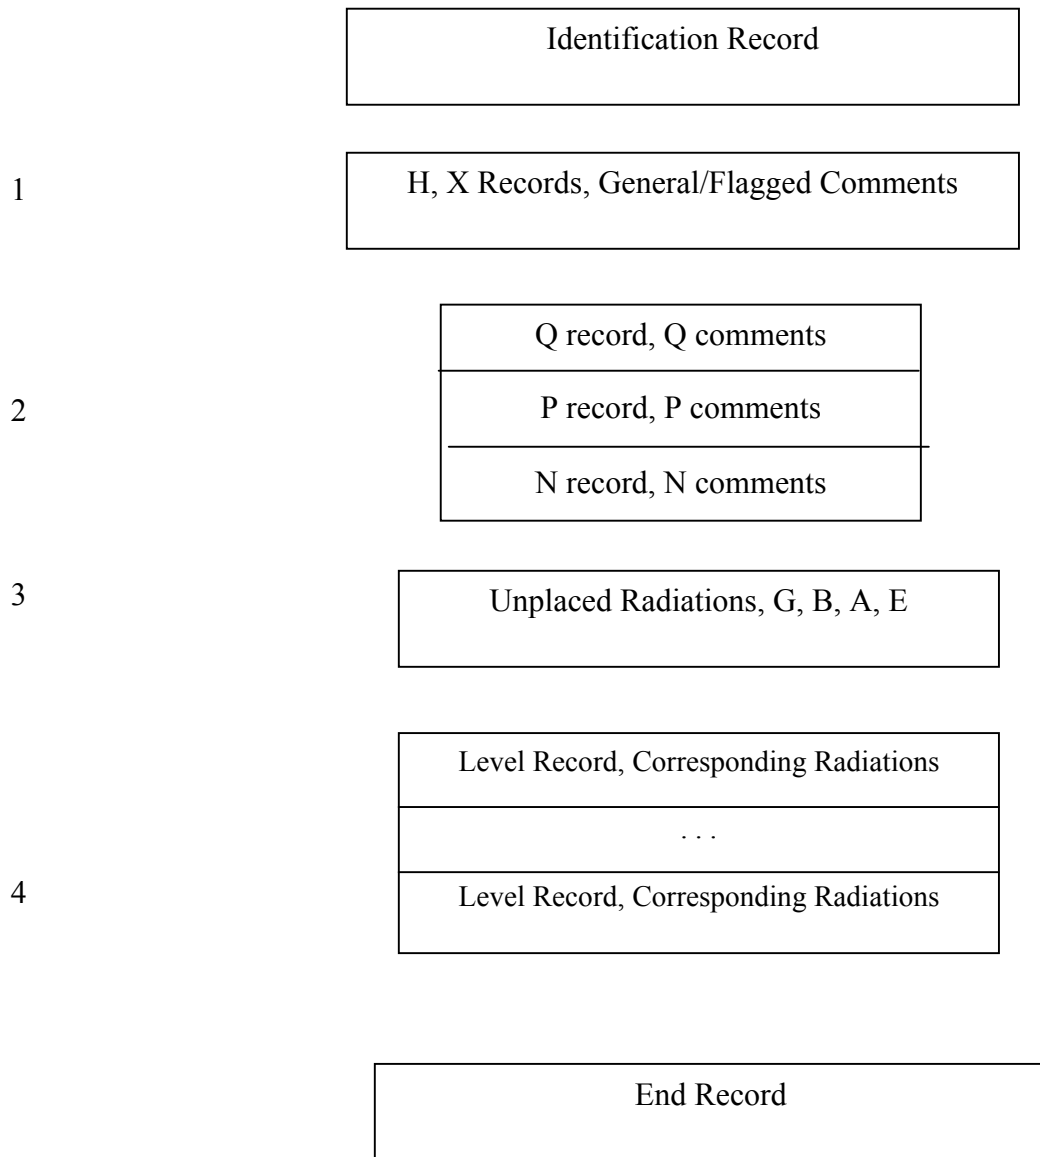 Identification Record
1
H, X Records, General/Flagged Comments
Q record, Q comments
2
P record, P comments
N record, N comments
3
Unplaced Radiations, G, B, A, E
Level Record, Corresponding Radiations
. . .
4
Level Record, Corresponding Radiations
End Record